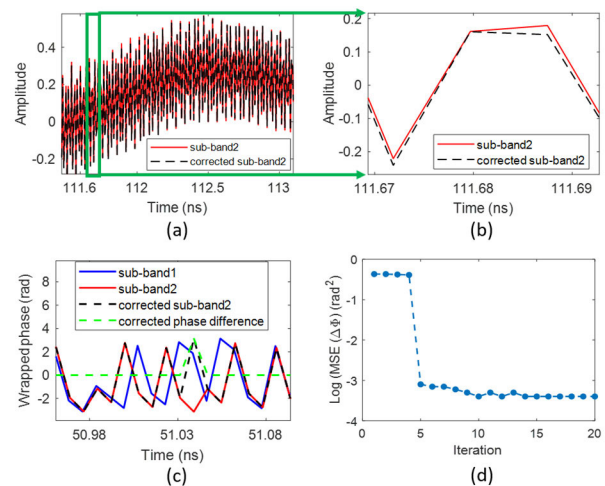 0.4
0.2
0
-0.2
Amplitude
sub-band2
corrected sub-band2
111.6
112
112.5
113
Time (ns)
(a)
0.2
0.1
0
-0.1
-0.2
Amplitude
sub-band2
corrected sub-band2
111.67
111.68
111.69
Time (ns)
(b)
8
6
4
2
0
-2
Wrapped phase (rad)
sub-band1
sub-band2
corrected sub-band2
corrected phase difference
50.98
51.03
51.08
Time (ns)
(c)
0
-1
-2
-3
-4
Log (MSE (ΔΦ) (rad²)
0
5
10
15
20
Iteration
(d)